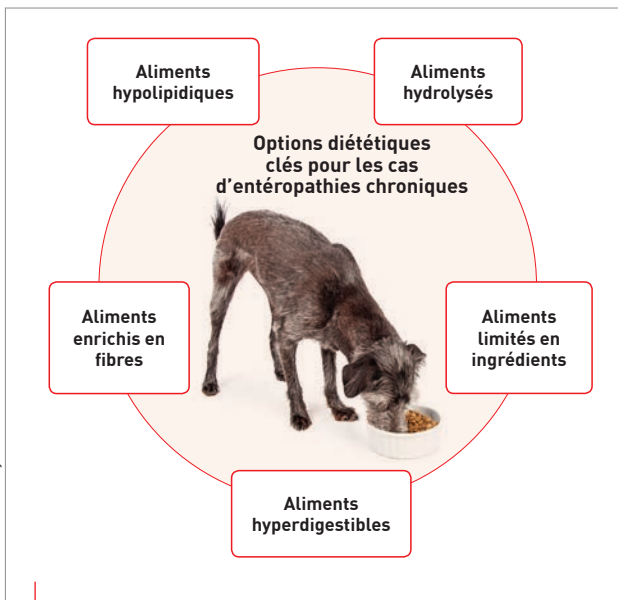 Aliments
hypolipidiques
Aliments
hydrolysés
Options diététiques
clés pour les cas
d'entéropathies chroniques
Aliments
enrichis en
fibres
Aliments
limités en
ingrédients
Aliments
hyperdigestibles